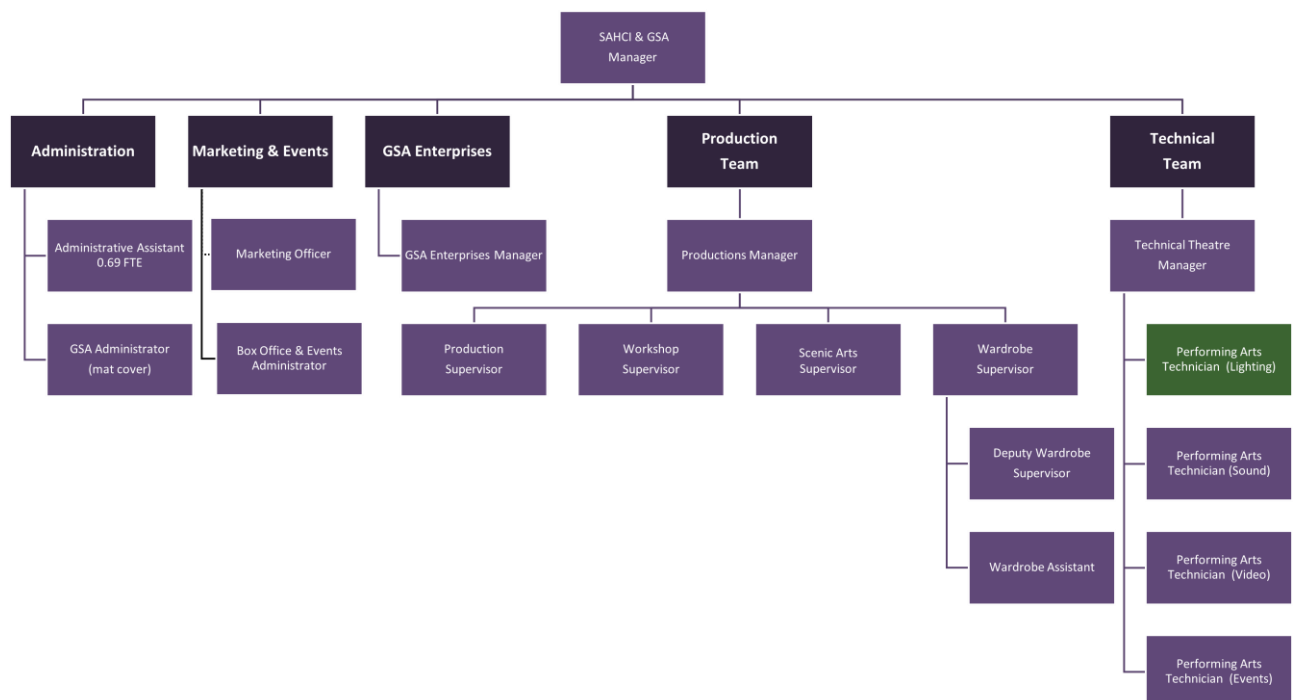 SAHCI & GSA
Manager
Administration
Marketing & Events
GSA Enterprises
Production
Team
Technical
Team
Administrative Assistant
0.69 FTE
Marketing Officer
GSA Enterprises Manager
Productions Manager
Technical Theatre
Manager
GSA Administrator
(mat cover)
Box Office & Events
Administrator
Production
Supervisor
Workshop
Supervisor
Scenic Arts
Supervisor
Wardrobe
Supervisor
Performing Arts
Technician (Lighting)
Deputy Wardrobe
Supervisor
Performing Arts
Technician (Sound)
Wardrobe Assistant
Performing Arts
Technician (Video)
Performing Arts
Technician (Events)